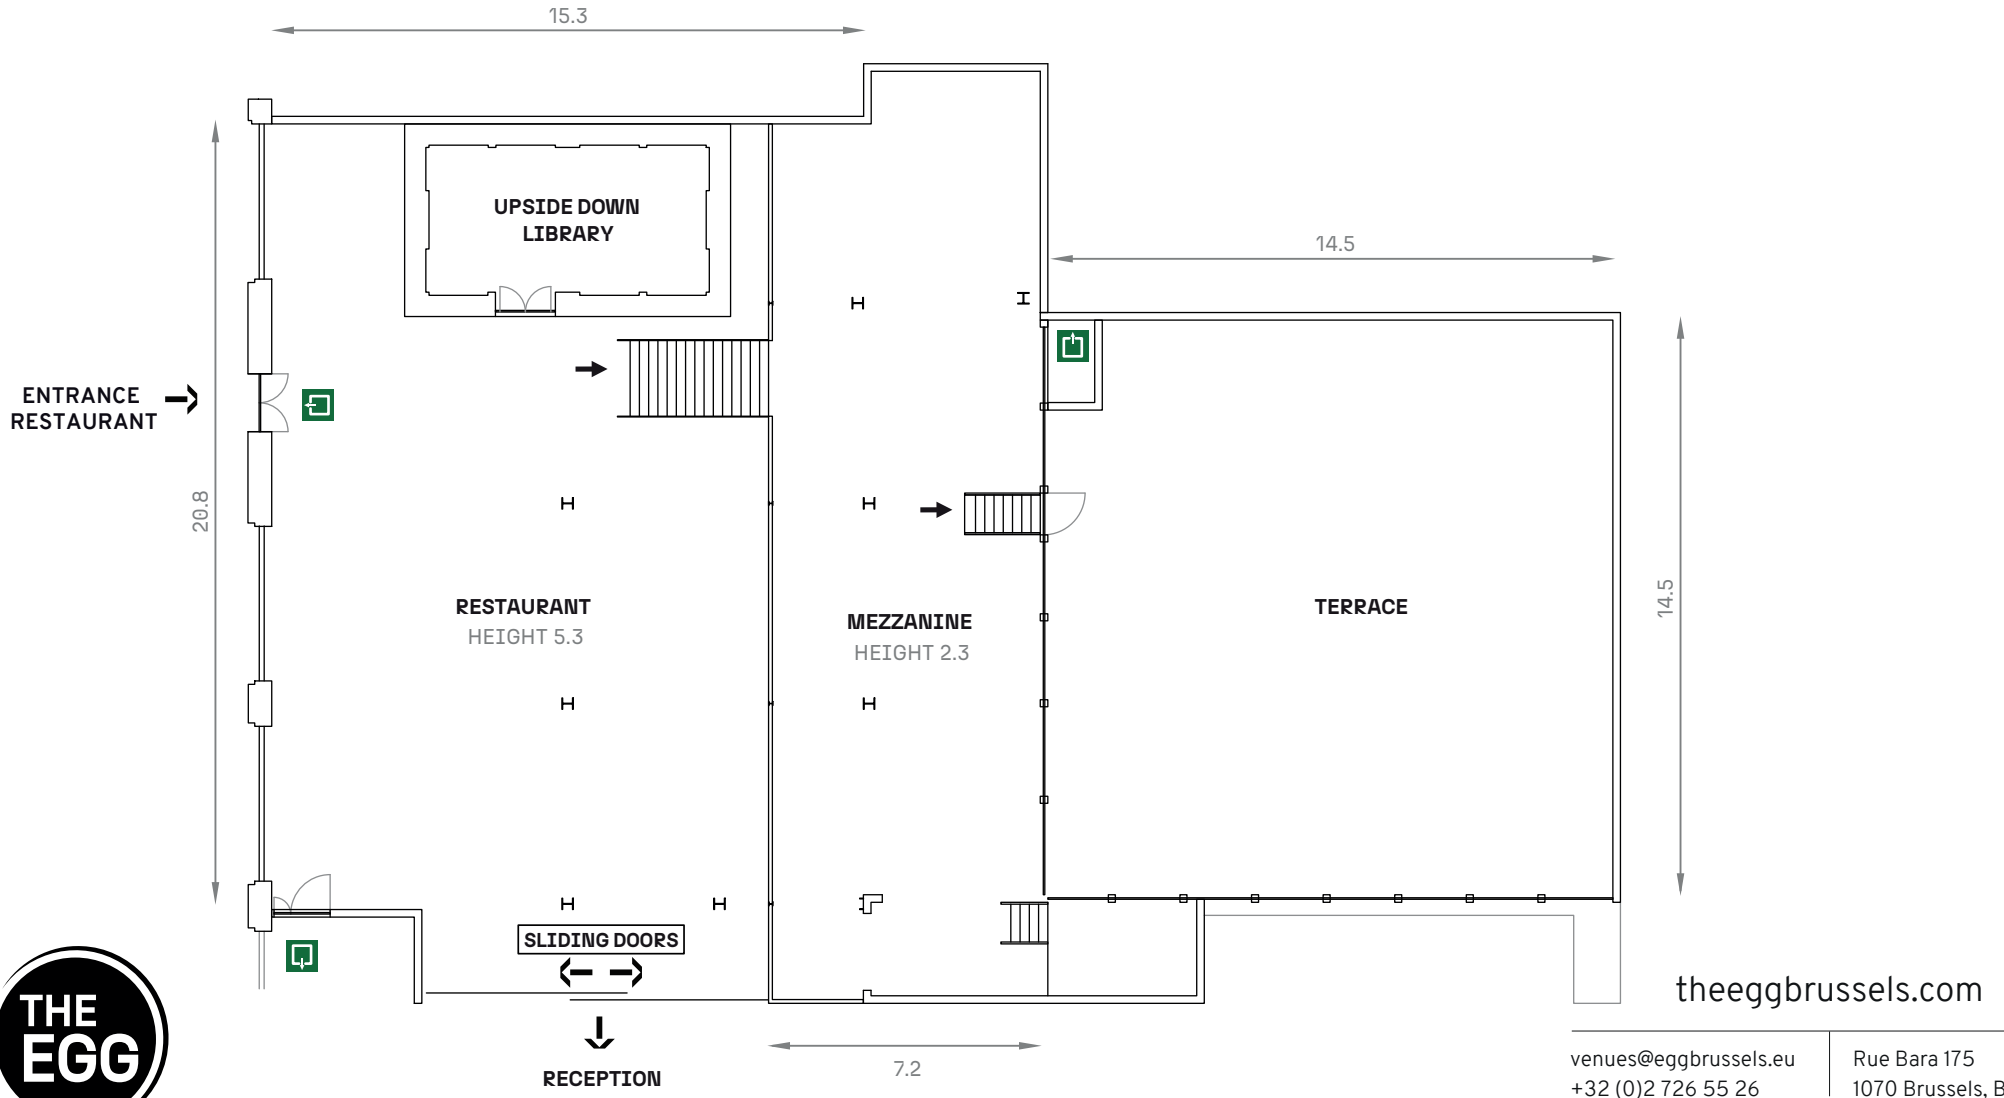 15.3
UPSIDE DOWN
LIBRARY
14.5
ENTRANCE
RESTAURANT
20.8
RESTAURANT
HEIGHT 5.3
MEZZANINE
HEIGHT 2.3
TERRACE
14.5
SLIDING DOORS
RECEPTION
7.2
THE
EGG
theeggbrussels.com
venues@eggbrussels.eu
+32 (0)2 726 55 26
Rue Bara 175
1070 Brussels, B